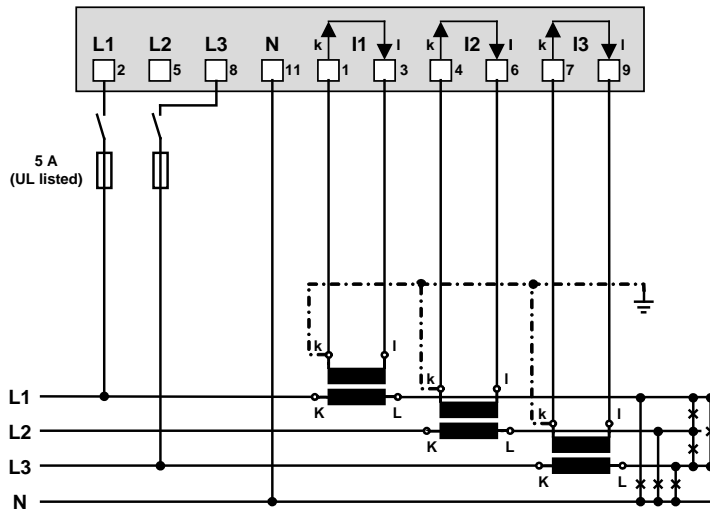 L1 L2 L3 N k I1 l k I2 l k I3 l
2 5 8 11 1 3 4 6 7 9
5 A
(UL listed)
k l
k l
L1 K L
k l
L2 K L
L3 K L
N